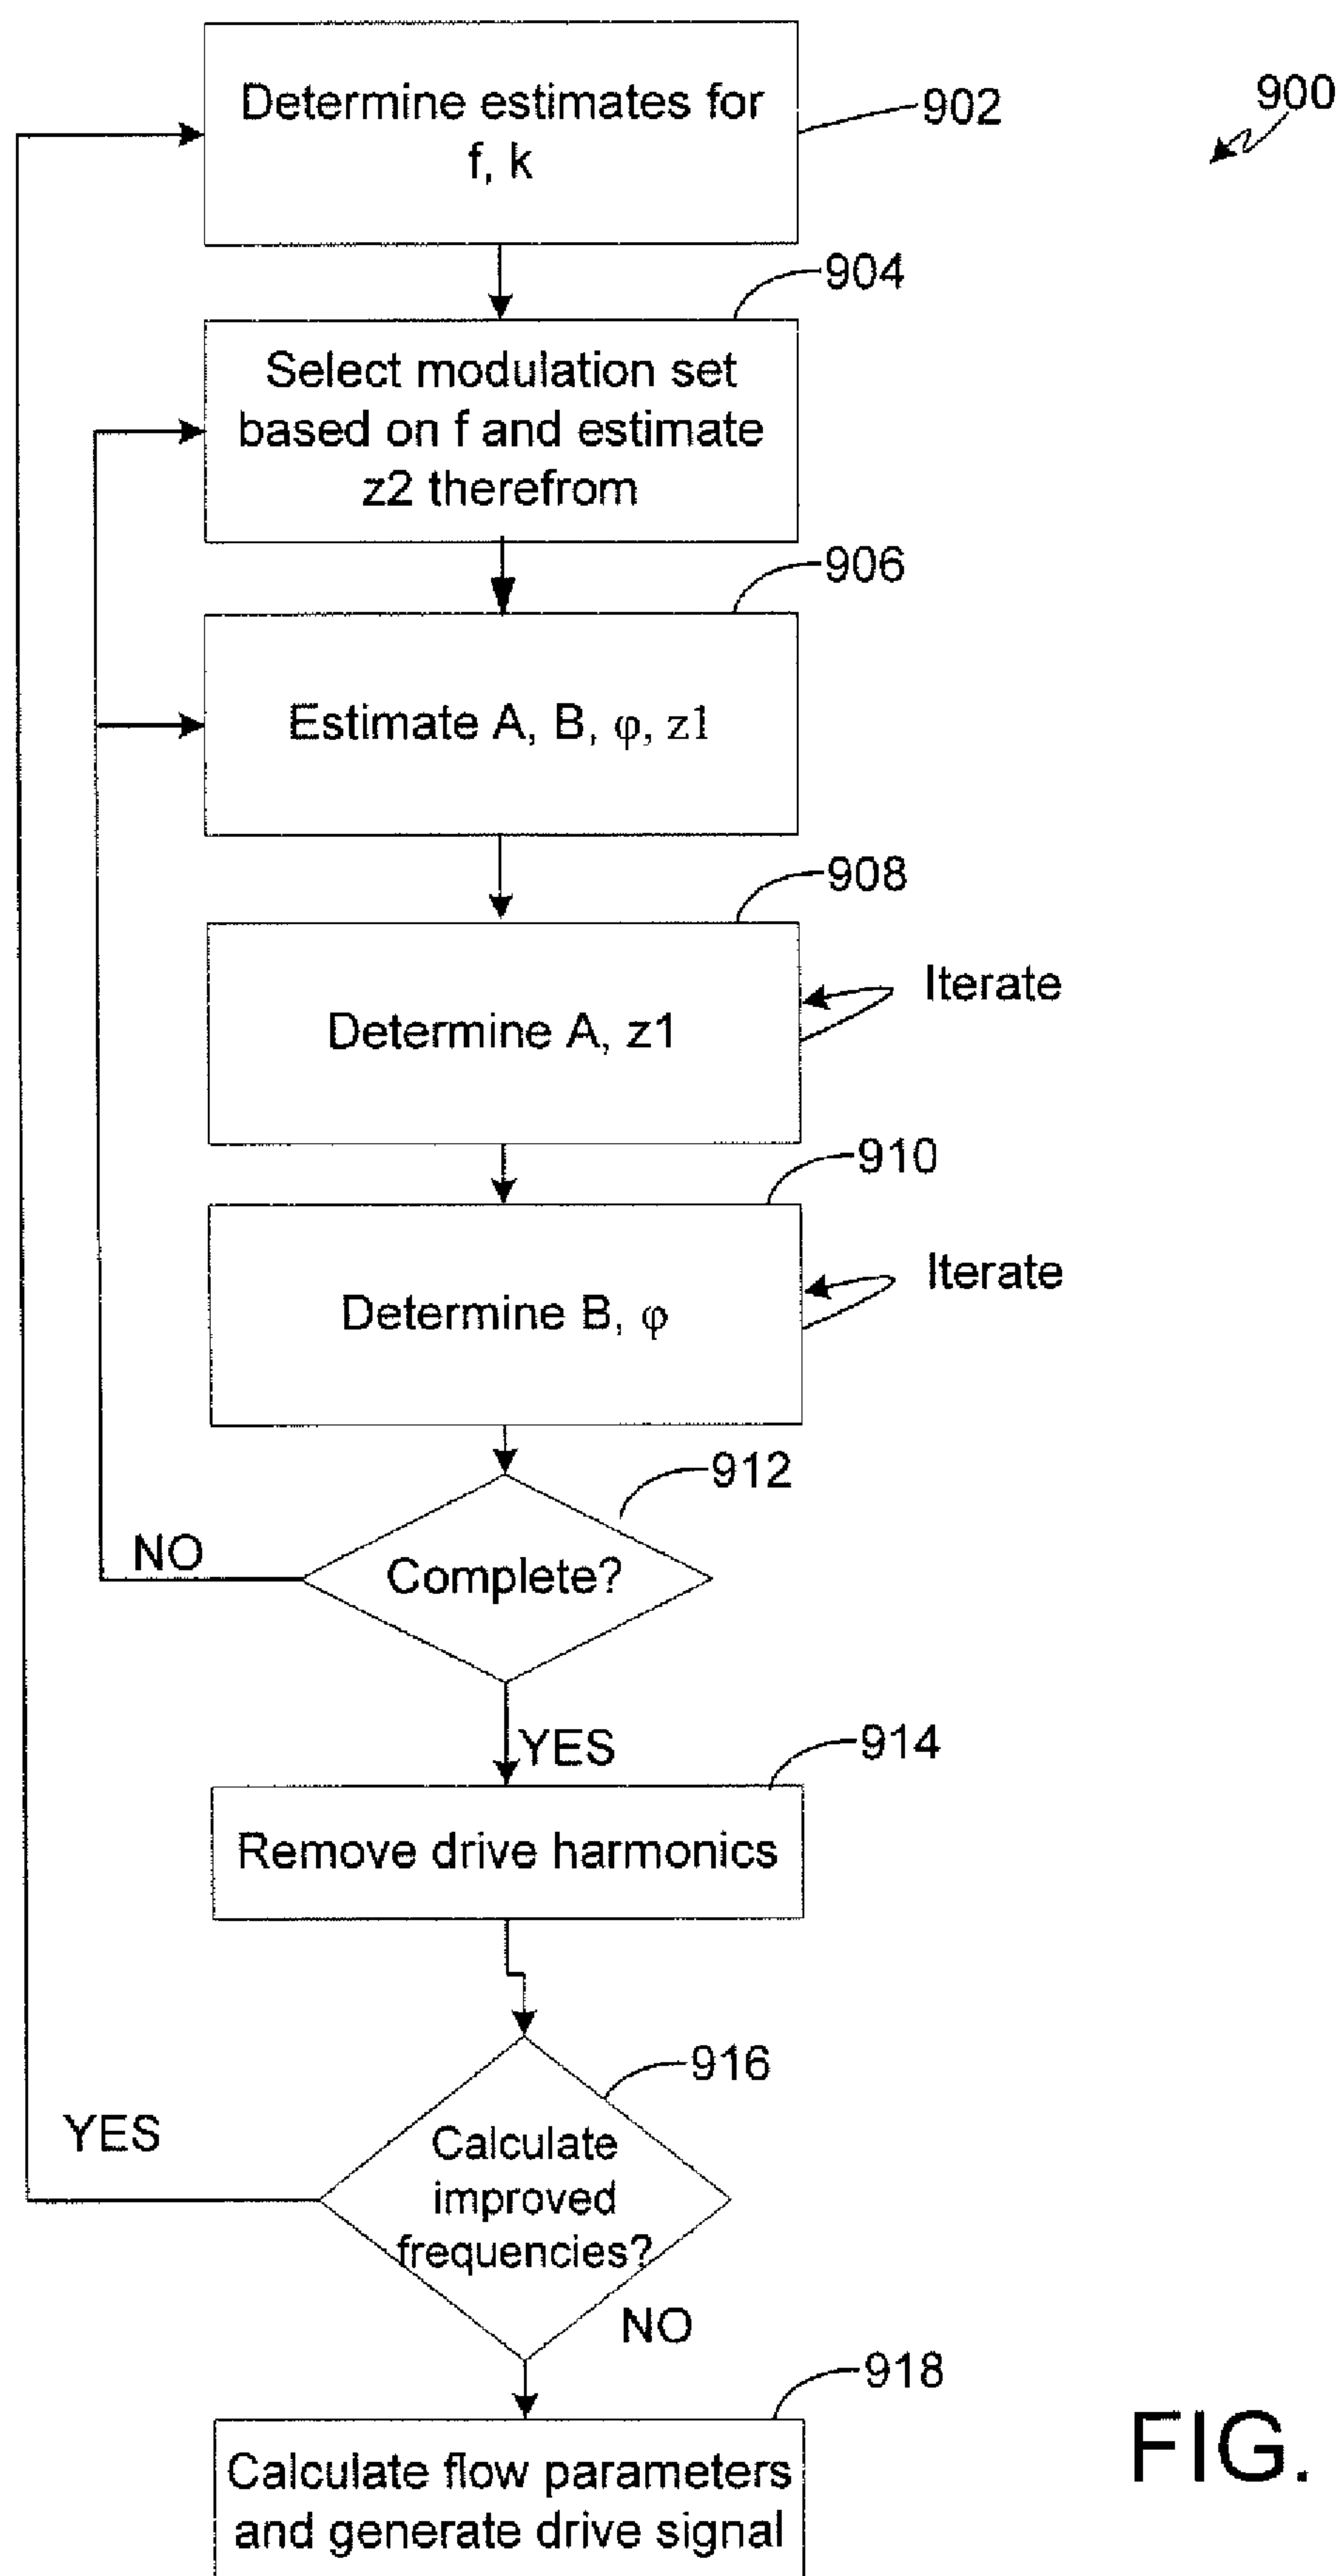 900
Determine estimates for
f, k
902
904
Select modulation set
based on f and estimate
z2 therefrom
906
Estimate A, B, φ, z1
908
Iterate
Determine A, z1
910
Iterate
Determine B, φ
912
NO
Complete?
YES
914
Remove drive harmonics
916
YES
Calculate
improved
frequencies?
NO
918
Calculate flow parameters
and generate drive signal
FIG.